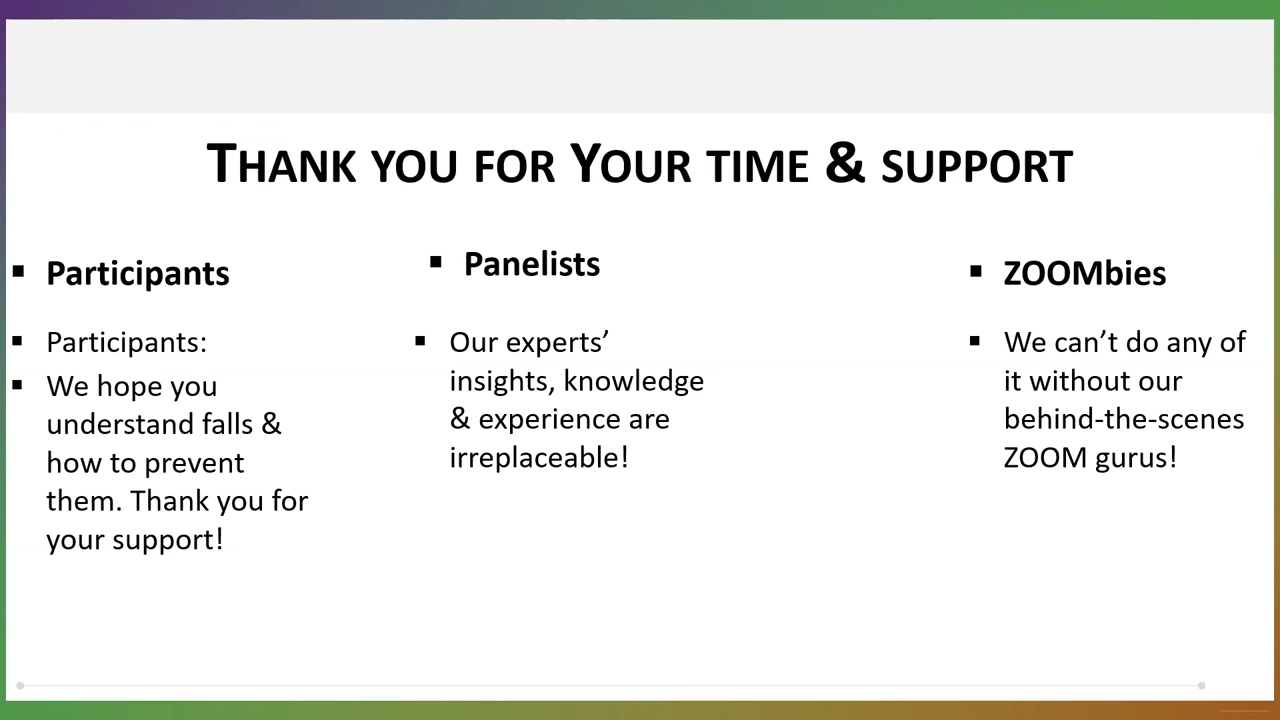 THANK YOU FOR YOUR TIME & SUPPORT
▪ Participants
▪ Participants:
▪ We hope you
understand falls &
how to prevent
them. Thank you for
your support!
▪ Panelists
▪ Our experts’
insights, knowledge
& experience are
irreplaceable!
▪ ZOOMbies
▪ We can’t do any of
it without our
behind-the-scenes
ZOOM gurus!